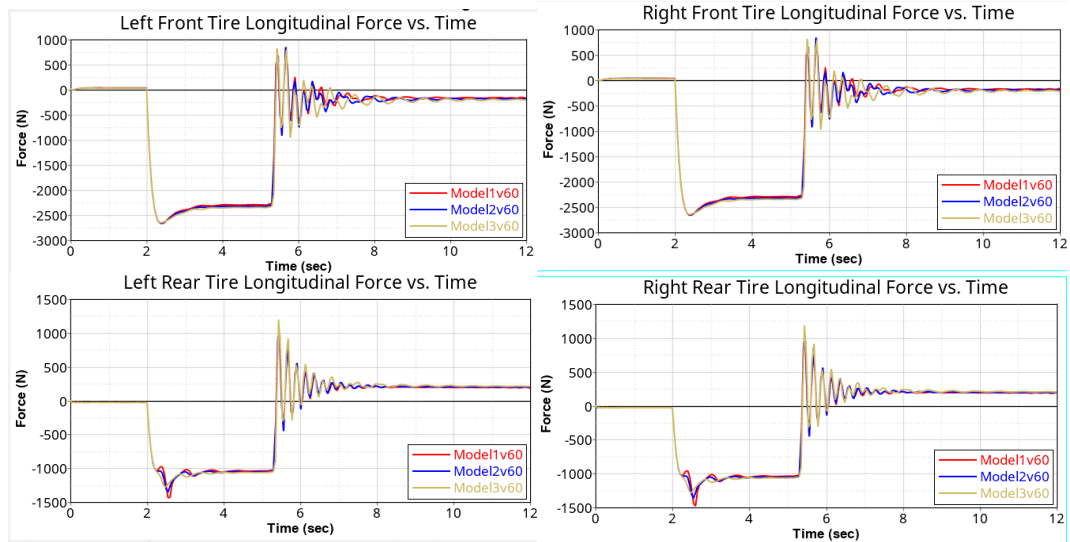 Left Front Tire Longitudinal Force vs. Time
1000
500
0
-500
-1000
-1500
-2000
-2500
-3000
Force (N)
Model1v60
Model2v60
Model3v60
0 2 4 6 8 10 12
Time (sec)
Right Front Tire Longitudinal Force vs. Time
1000
500
0
-500
-1000
-1500
-2000
-2500
-3000
Force (N)
Model1v60
Model2v60
Model3v60
0 2 4 6 8 10 12
Time (sec)
Left Rear Tire Longitudinal Force vs. Time
1500
1000
500
0
-500
-1000
-1500
Force (N)
Model1v60
Model2v60
Model3v60
0 2 4 6 8 10 12
Time (sec)
Right Rear Tire Longitudinal Force vs. Time
1500
1000
500
0
-500
-1000
-1500
Force (N)
Model1v60
Model2v60
Model3v60
0 2 4 6 8 10 12
Time (sec)